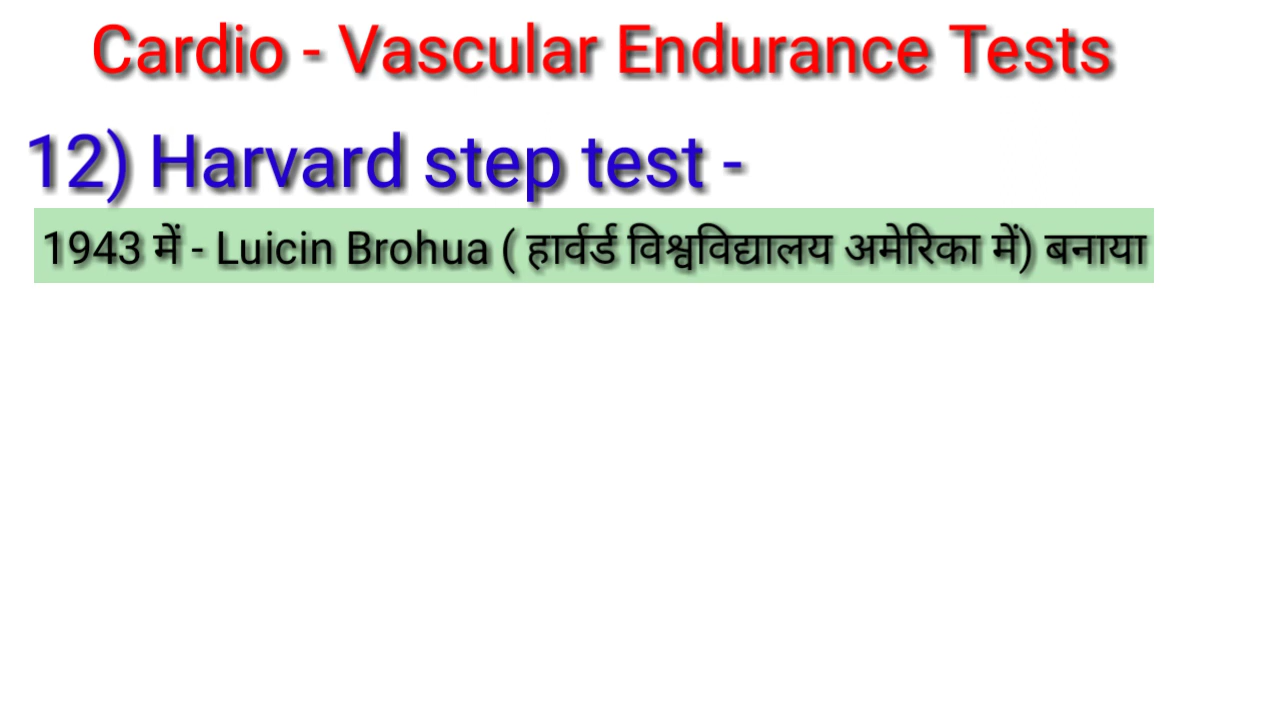 Cardio - Vascular Endurance Tests
12) Harvard step test -
1943 में - Luicin Brohua ( हार्वर्ड विश्वविद्यालय अमेरिका में) बनाया